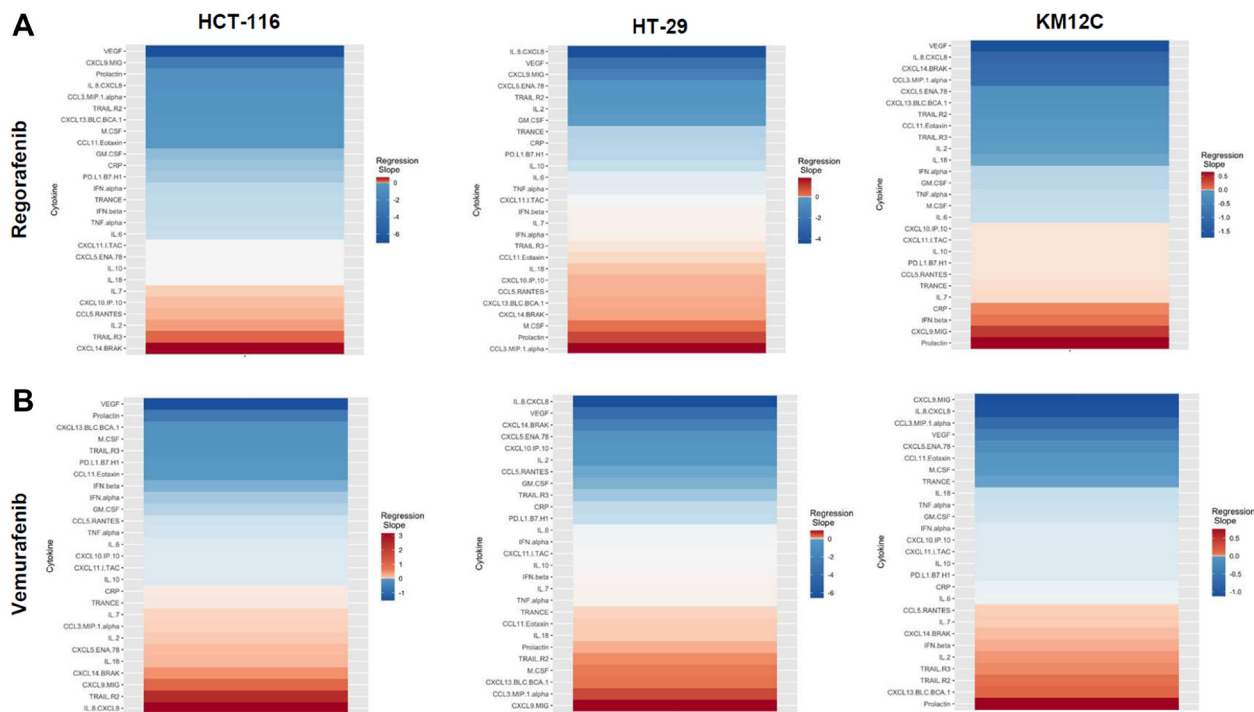 A
HCT-116
HT-29
KM12C
Regorafenib
Cytokine
VEGF
CXCL9.MIG
Prolactin
IL.8.CXCL8
CCL3.MIP.1.alpha
TRAIL.R2
CXCL13.BLC.BCA.1
M.CSF
CCL11.Eotaxin
GM.CSF
CRP
PD.L1.B7.H1
IFN.alpha
TRANCE
IFN.beta
TNF.alpha
IL.6
CXCL11.I.TAC
CXCL5.ENA.78
IL.10
IL.18
IL.7
CXCL10.IP.10
CCL5.RANTES
IL.2
TRAIL.R3
CXCL14.BRAK
Regression
Slope
0
-2
-4
-6
Cytokine
IL.8.CXCL8
VEGF
CXCL9.MIG
CXCL5.ENA.78
TRAIL.R2
IL.2
GM.CSF
TRANCE
CRP
PD.L1.B7.H1
IL.10
IL.6
TNF.alpha
CXCL11.I.TAC
IFN.beta
IL.7
IFN.alpha
TRAIL.R3
CCL11.Eotaxin
IL.18
CXCL10.IP.10
CCL5.RANTES
CXCL13.BLC.BCA.1
CXCL14.BRAK
M.CSF
Prolactin
CCL3.MIP.1.alpha
Regression
Slope
0
-2
-4
Cytokine
VEGF
IL.8.CXCL8
CXCL14.BRAK
CCL3.MIP.1.alpha
CXCL5.ENA.78
CXCL13.BLC.BCA.1
TRAIL.R2
CCL11.Eotaxin
TRAIL.R3
IL.2
IL.18
IFN.alpha
GM.CSF
TNF.alpha
M.CSF
IL.6
CXCL10.IP.10
CXCL11.I.TAC
IL.10
PD.L1.B7.H1
CCL5.RANTES
TRANCE
IL.7
CRP
IFN.beta
CXCL9.MIG
Prolactin
Regression
Slope
0.5
0.0
-0.5
-1.0
-1.5
B
Vemurafenib
Cytokine
VEGF
Prolactin
CXCL13.BLC.BCA.1
M.CSF
TRAIL.R3
PD.L1.B7.H1
CCL11.Eotaxin
IFN.beta
IFN.alpha
GM.CSF
CCL5.RANTES
TNF.alpha
IL.6
CXCL10.IP.10
CXCL11.I.TAC
IL.10
CRP
TRANCE
IL.7
CCL3.MIP.1.alpha
IL.2
CXCL5.ENA.78
IL.18
CXCL14.BRAK
CXCL9.MIG
TRAIL.R2
IL.8.CXCL8
Regression
Slope
3
2
1
0
-1
Cytokine
IL.8.CXCL8
VEGF
CXCL14.BRAK
CXCL5.ENA.78
CXCL10.IP.10
IL.2
CCL5.RANTES
GM.CSF
TRAIL.R3
CRP
PD.L1.B7.H1
IL.6
IFN.alpha
CXCL11.I.TAC
IL.10
IFN.beta
IL.7
TNF.alpha
TRANCE
CCL11.Eotaxin
IL.18
Prolactin
TRAIL.R2
M.CSF
CXCL13.BLC.BCA.1
CCL3.MIP.1.alpha
CXCL9.MIG
Regression
Slope
0
-2
-4
-6
Cytokine
CXCL9.MIG
IL.8.CXCL8
CCL3.MIP.1.alpha
VEGF
CXCL5.ENA.78
CCL11.Eotaxin
M.CSF
TRANCE
IL.18
TNF.alpha
GM.CSF
IFN.alpha
CXCL10.IP.10
CXCL11.I.TAC
IL.10
PD.L1.B7.H1
CRP
IL.6
CCL5.RANTES
IL.7
CXCL14.BRAK
IFN.beta
IL.2
TRAIL.R3
TRAIL.R2
CXCL13.BLC.BCA.1
Prolactin
Regression
Slope
0.5
0.0
-0.5
-1.0